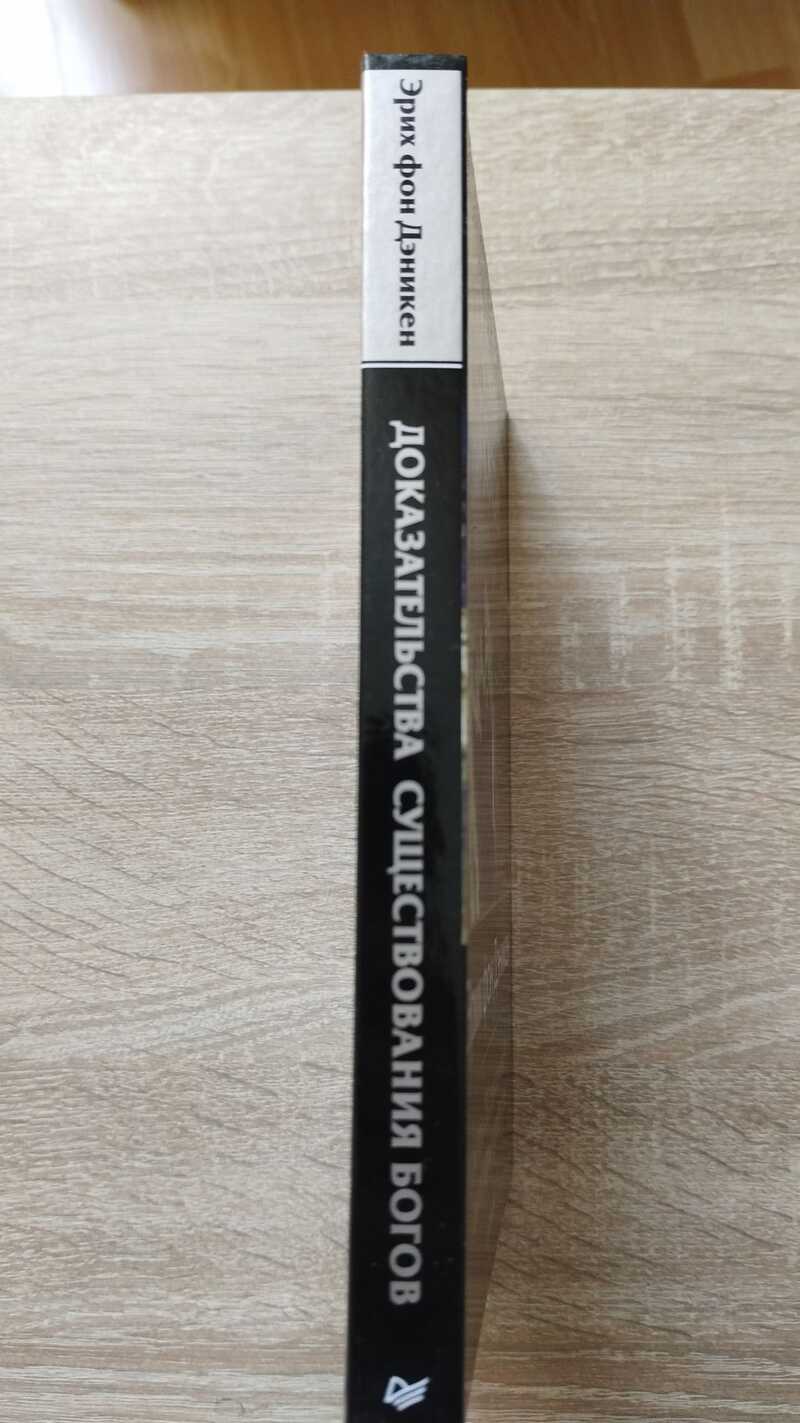 Эрих фон Дэникен
ДОКАЗАТЕЛЬСТВА СУЩЕСТВОВАНИЯ БОГОВ